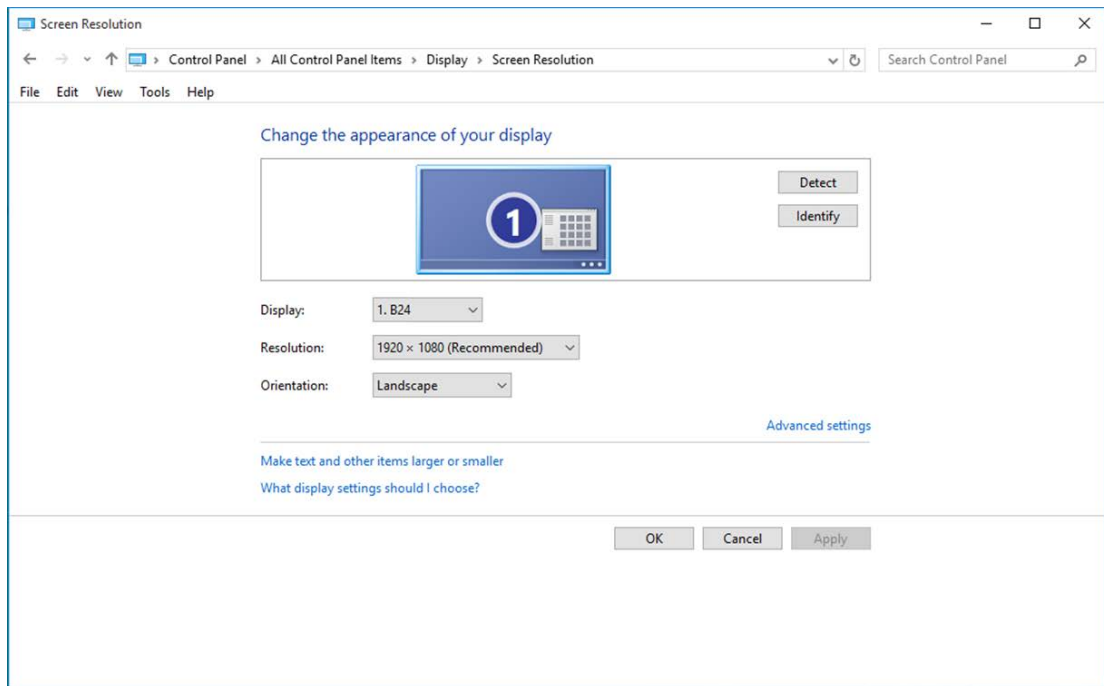 Screen Resolution
Control Panel > All Control Panel Items > Display > Screen Resolution
Search Control Panel
File Edit View Tools Help
Change the appearance of your display
1
Detect
Identify
Display: 1. B24
Resolution: 1920 × 1080 (Recommended)
Orientation: Landscape
Advanced settings
Make text and other items larger or smaller
What display settings should I choose?
OK Cancel Apply